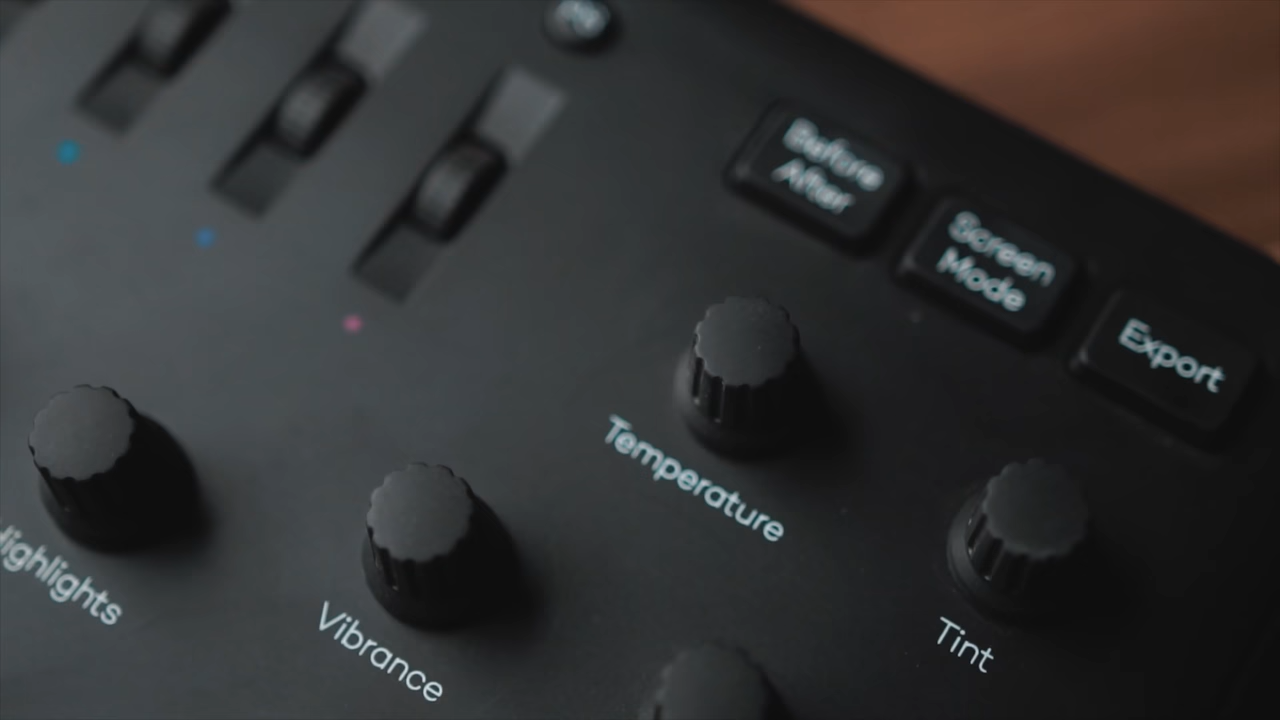 Before
After
Screen
Mode
Export
Temperature
Highlights
Vibrance
Tint